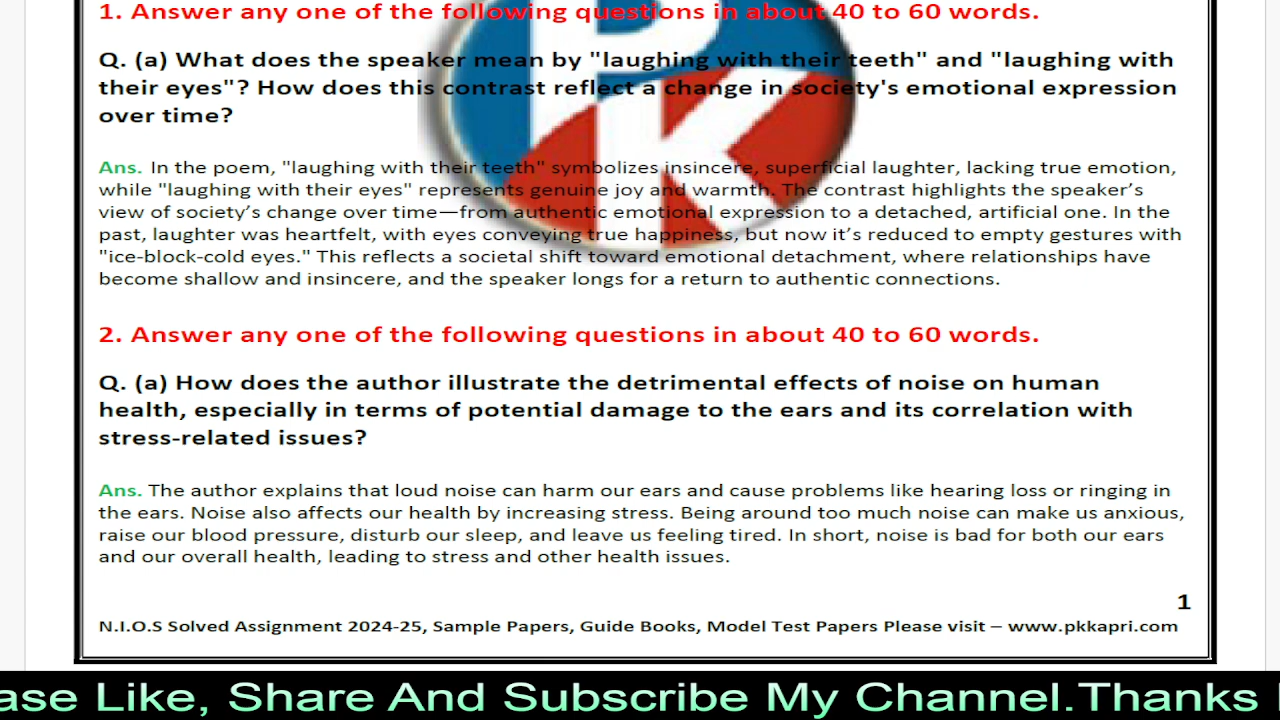 1. Answer any one of the following questions in about 40 to 60 words.
Q. (a) What does the speaker mean by "laughing with their teeth" and "laughing with
their eyes"? How does this contrast reflect a change in society's emotional expression
over time?
Ans. In the poem, "laughing with their teeth" symbolizes insincere, superficial laughter, lacking true emotion,
while "laughing with their eyes" represents genuine joy and warmth. The contrast highlights the speaker’s
view of society’s change over time—from authentic emotional expression to a detached, artificial one. In the
past, laughter was heartfelt, with eyes conveying true happiness, but now it’s reduced to empty gestures with
"ice-block-cold eyes." This reflects a societal shift toward emotional detachment, where relationships have
become shallow and insincere, and the speaker longs for a return to authentic connections.
2. Answer any one of the following questions in about 40 to 60 words.
Q. (a) How does the author illustrate the detrimental effects of noise on human
health, especially in terms of potential damage to the ears and its correlation with
stress-related issues?
Ans. The author explains that loud noise can harm our ears and cause problems like hearing loss or ringing in
the ears. Noise also affects our health by increasing stress. Being around too much noise can make us anxious,
raise our blood pressure, disturb our sleep, and leave us feeling tired. In short, noise is bad for both our ears
and our overall health, leading to stress and other health issues.
1
N.I.O.S Solved Assignment 2024-25, Sample Papers, Guide Books, Model Test Papers Please visit – www.pkkapri.com
ase Like, Share And Subscribe My Channel.Thanks